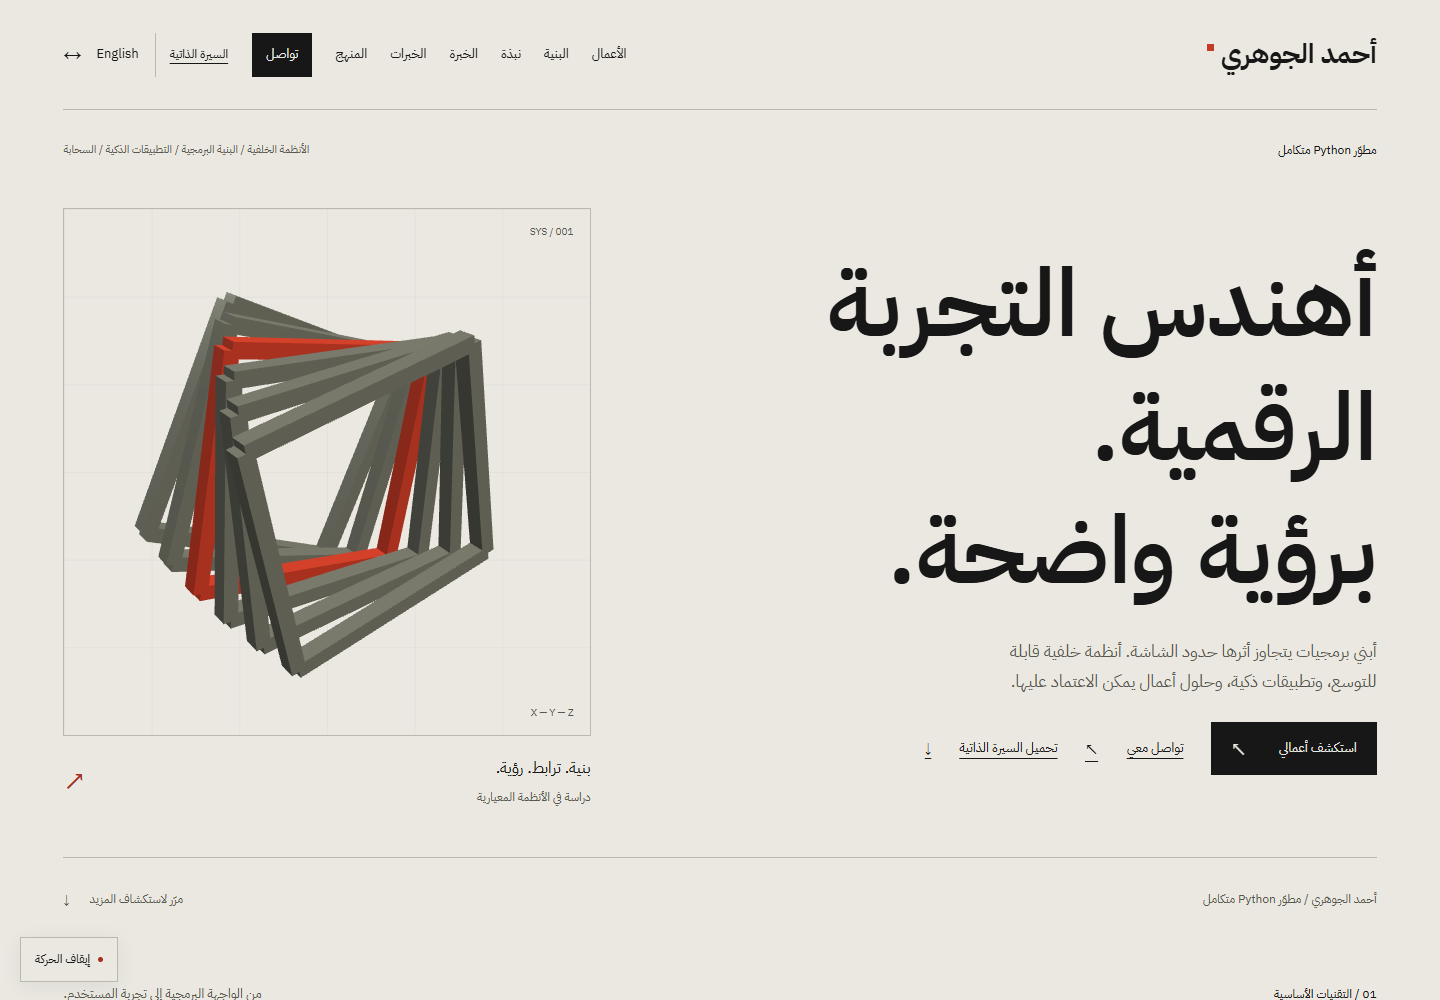 أحمد الجوهري
الأعمال
البنية
نبذة
الخبرة
الخبرات
المنهج
تواصل
السيرة الذاتية
English ↔
مطوّر Python متكامل
الأنظمة الخلفية / البنية البرمجية / التطبيقات الذكية / السحابة
أهندس التجربة
الرقمية.
برؤية واضحة.
أبني برمجيات يتجاوز أثرها حدود الشاشة. أنظمة خلفية قابلة
للتوسع، وتطبيقات ذكية، وحلول أعمال يمكن الاعتماد عليها.
استكشف أعمالي ↖
تواصل معي ↖
تحميل السيرة الذاتية ↓
SYS / 001
X — Y — Z
بنية. ترابط. رؤية.
دراسة في الأنظمة المعيارية
↗
أحمد الجوهري / مطوّر Python متكامل
مرّر لاستكشاف المزيد ↓
إيقاف الحركة
01 / التقنيات الأساسية
من الواجهة البرمجية إلى تجربة المستخدم.